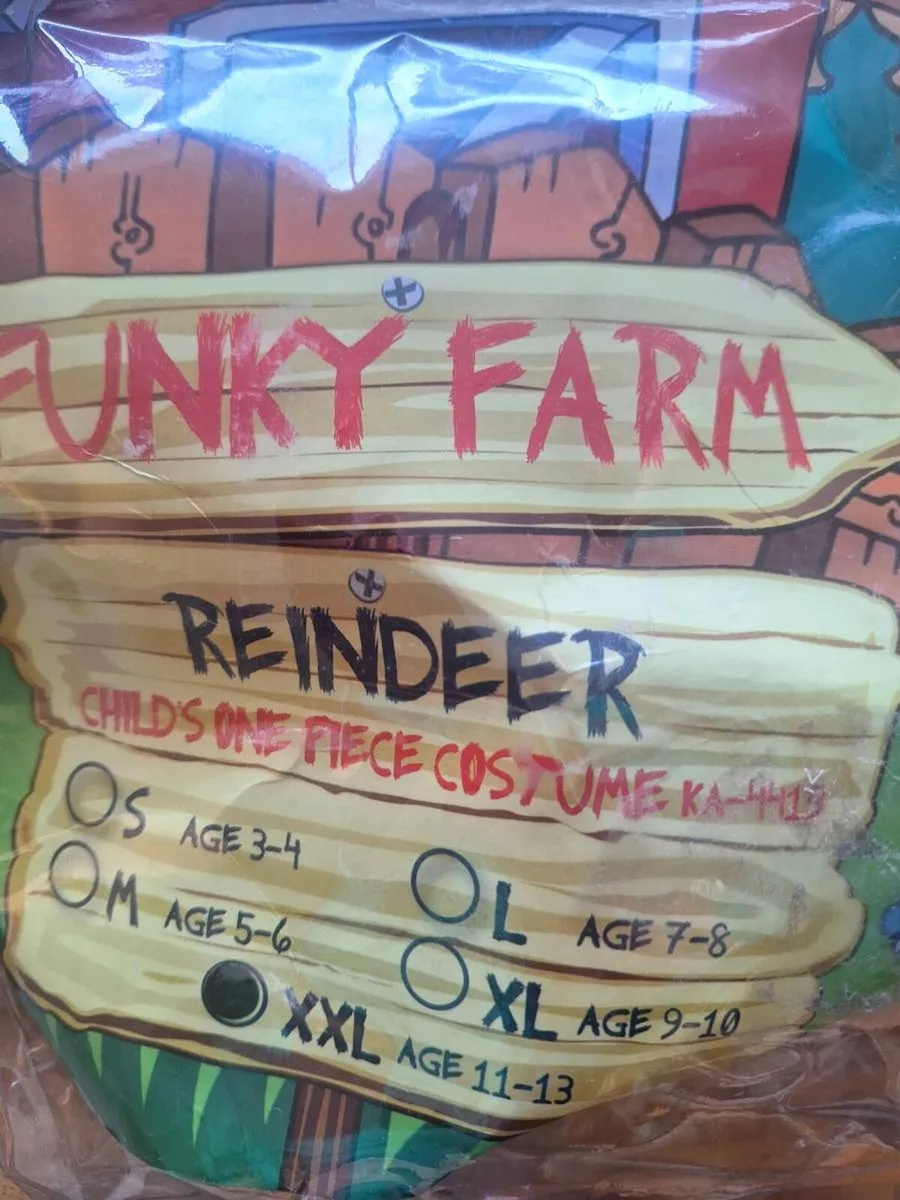 FUNKY FARM
REINDEER
CHILD'S ONE PIECE COSTUME
S AGE 3-4
M AGE 5-6
L AGE 7-8
XL AGE 9-10
XXL AGE 11-13